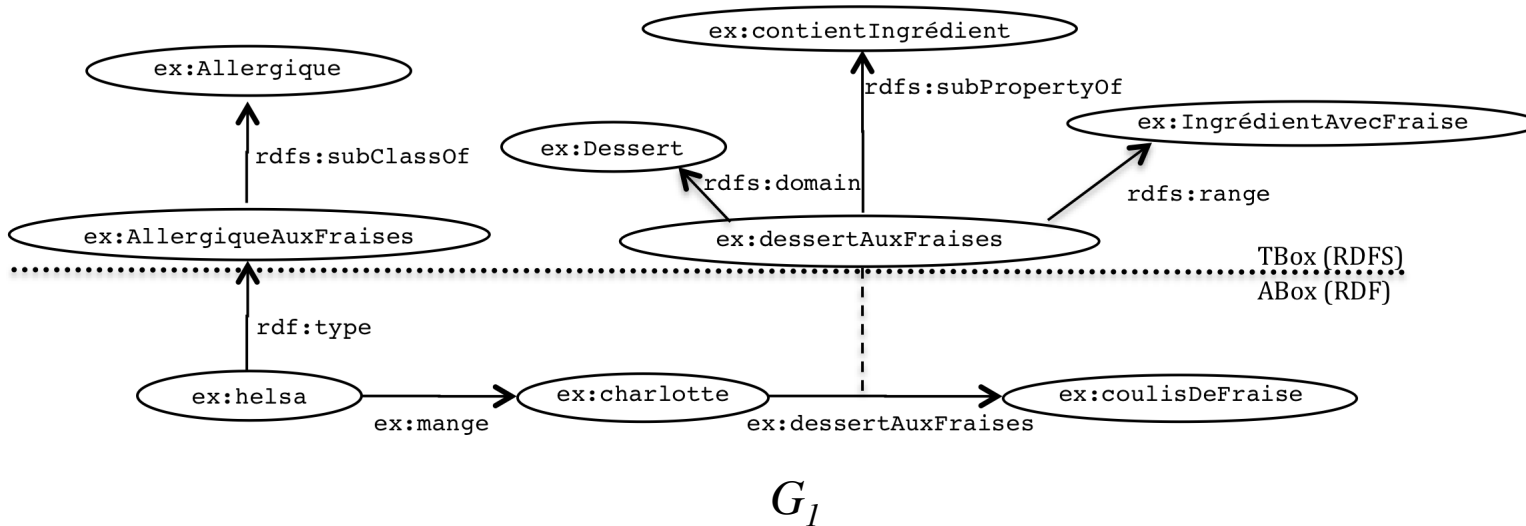 ex:contientIngrédient
ex:Allergique
rdfs:subPropertyOf
ex:IngrédientAvecFraise
ex:Dessert
rdfs:subClassOf
rdfs:domain
rdfs:range
ex:AllergiqueAuxFraises
ex:dessertAuxFraises
TBox (RDFS)
ABox (RDF)
rdf:type
ex:helsa
ex:charlotte
ex:coulisDeFraise
ex:mange
ex:dessertAuxFraises
G1